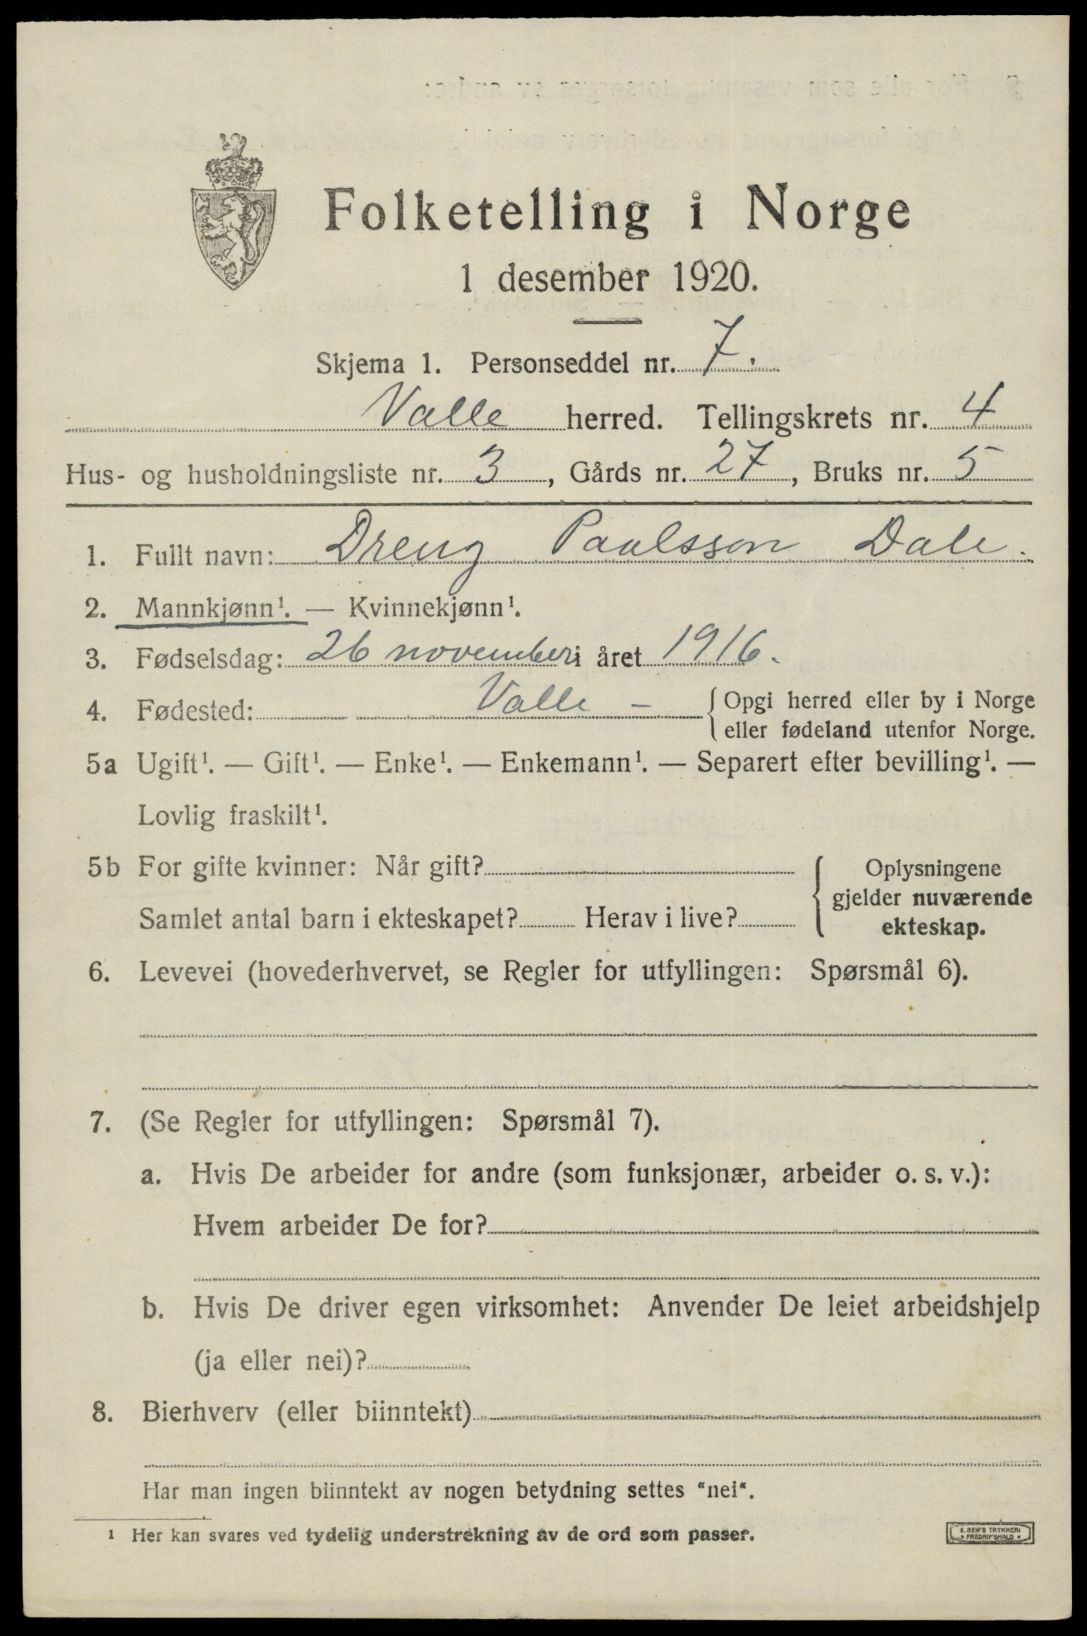 Folketelling i Norge
1 desember 1920.
Skjema 1. Personseddel nr. 7.
Valle herred. Tellingskrets nr. 4
Hus- og husholdningsliste nr. 3, Gårds nr. 27, Bruks nr. 5
1. Fullt navn: Dreng Paalsson Dale.
2. Mannkjønn¹. — Kvinnekjønn¹.
3. Fødselsdag: 26 november i året 1916.
4. Fødested: Valle - { Opgi herred eller by i Norge
eller fødeland utenfor Norge.
5a Ugift¹. — Gift¹. — Enke¹. — Enkemann¹. — Separert efter bevilling¹. —
Lovlig fraskilt¹.
5b For gifte kvinner: Når gift?
Samlet antal barn i ekteskapet? Herav i live?
{ Oplysningene
gjelder nuværende
ekteskap.
6. Levevei (hovederhvervet, se Regler for utfyllingen: Spørsmål 6).
7. (Se Regler for utfyllingen: Spørsmål 7).
a. Hvis De arbeider for andre (som funksjonær, arbeider o. s. v.):
Hvem arbeider De for?
b. Hvis De driver egen virksomhet: Anvender De leiet arbeidshjelp
(ja eller nei)?
8. Bierhverv (eller biinntekt)
Har man ingen biinntekt av nogen betydning settes "nei".
¹ Her kan svares ved tydelig understrekning av de ord som passer.
E. SEM'S TRYKKERI
FREDRIKSHALD